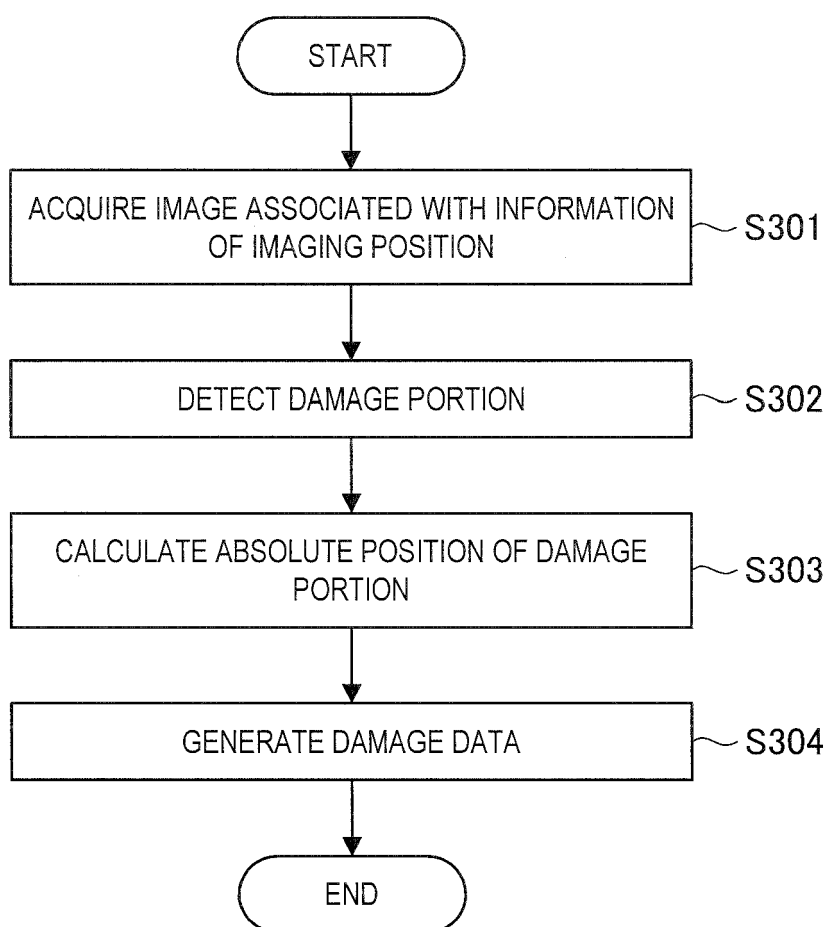 START
ACQUIRE IMAGE ASSOCIATED WITH INFORMATION
OF IMAGING POSITION
S301
DETECT DAMAGE PORTION
S302
CALCULATE ABSOLUTE POSITION OF DAMAGE
PORTION
S303
GENERATE DAMAGE DATA
S304
END